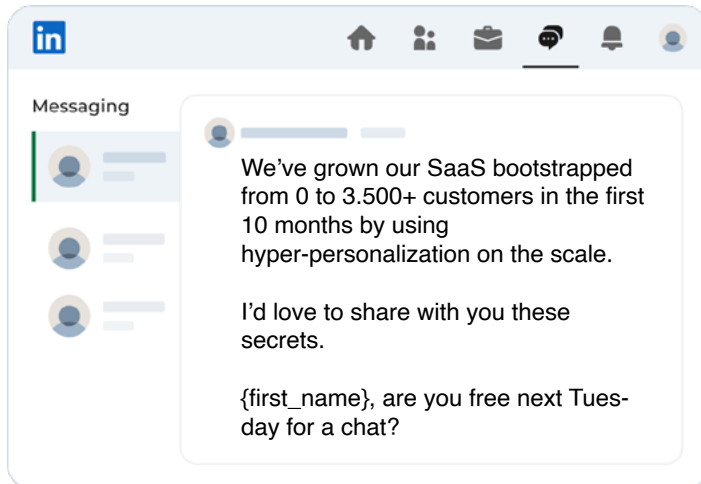 in
Messaging
We’ve grown our SaaS bootstrapped
from 0 to 3.500+ customers in the first
10 months by using
hyper-personalization on the scale.
I’d love to share with you these
secrets.
{first_name}, are you free next Tues-
day for a chat?